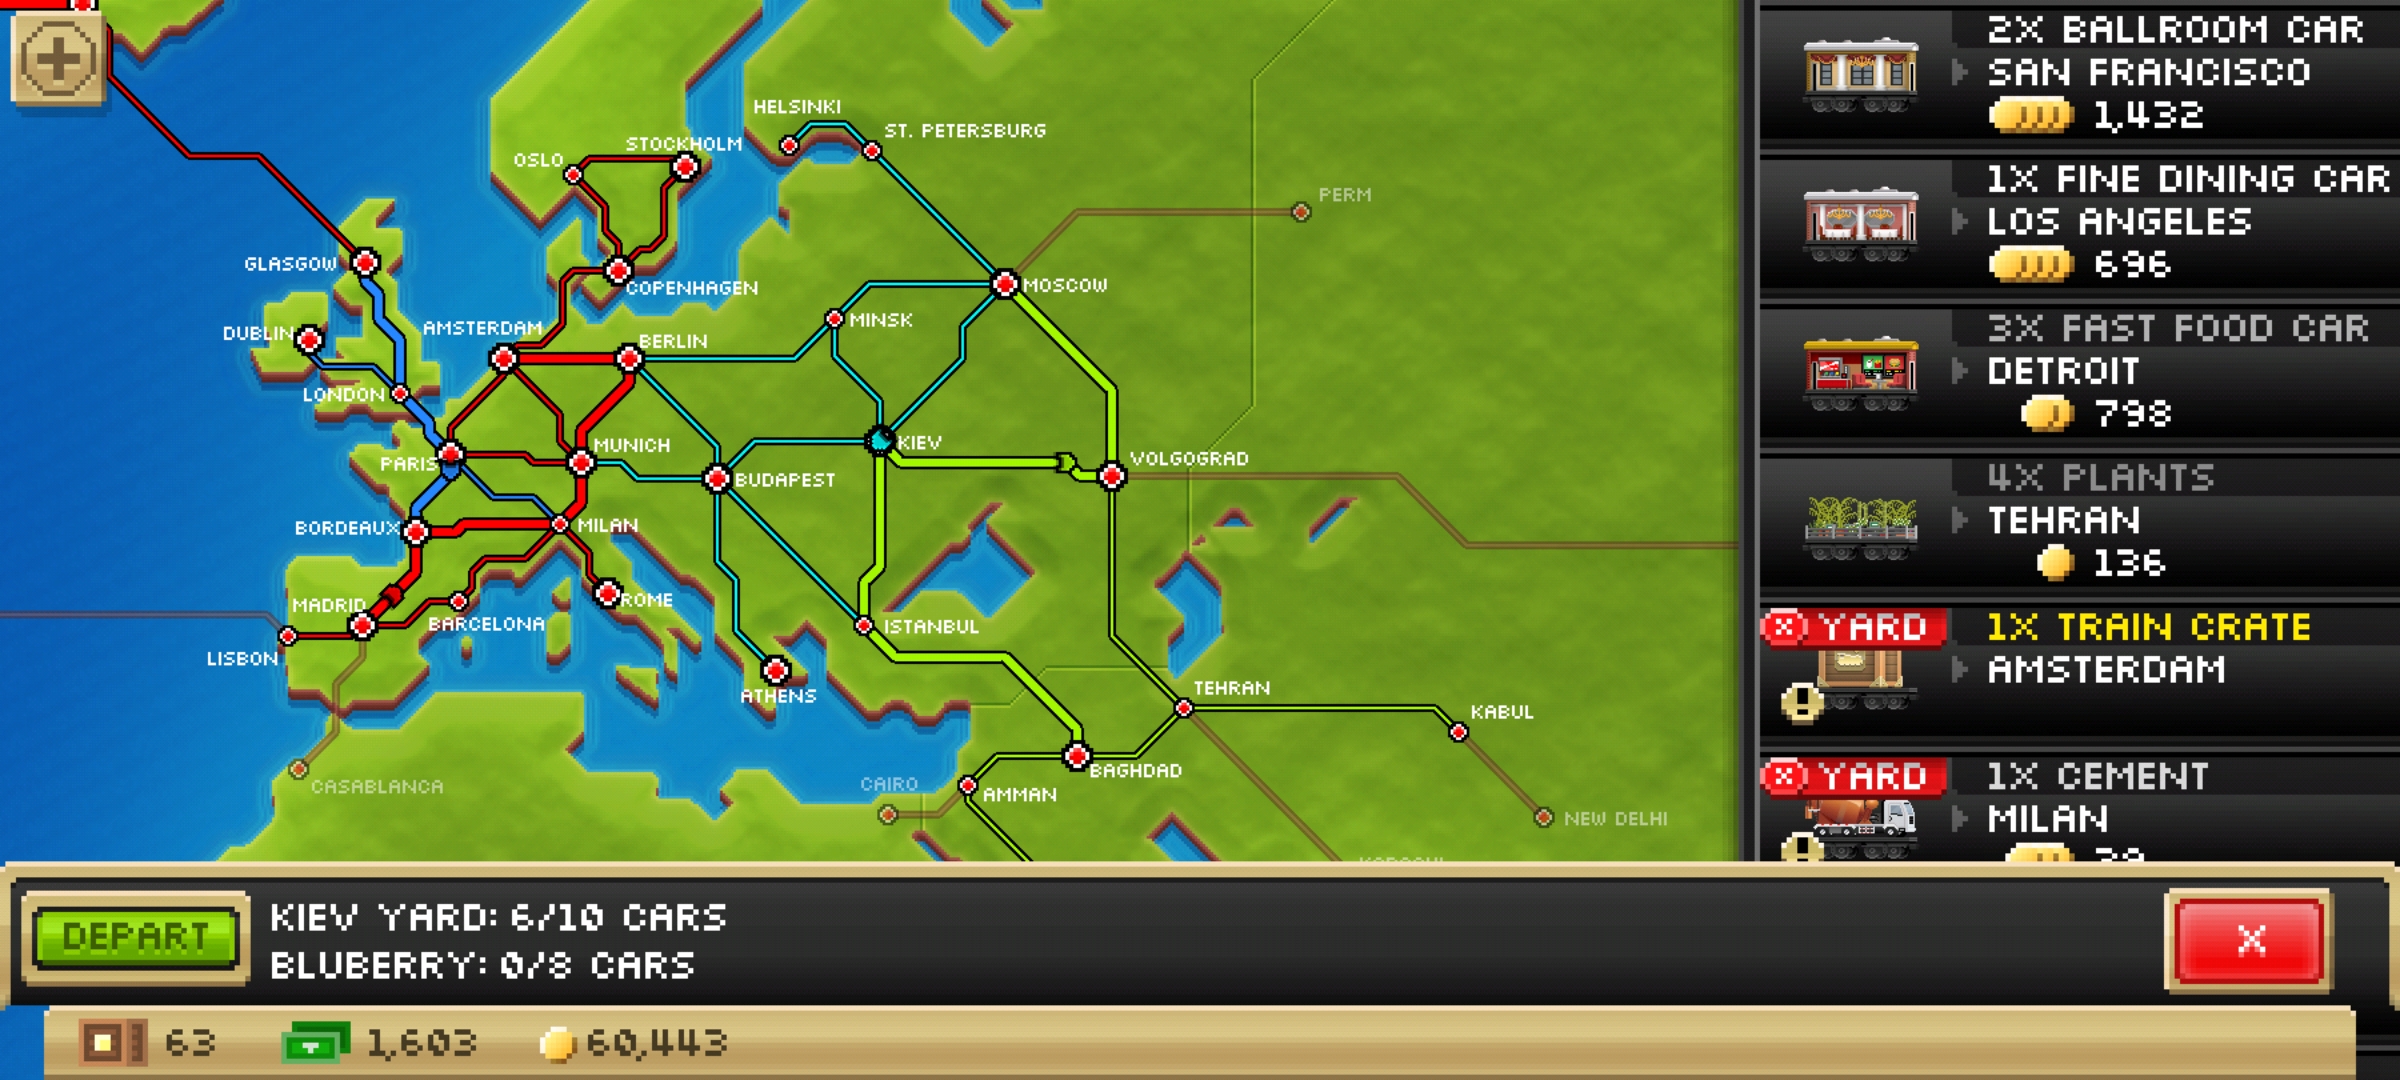 HELSINKI
ST. PETERSBURG
STOCKHOLM
OSLO
PERM
GLASGOW
MOSCOW
COPENHAGEN
DUBLIN
AMSTERDAM
BERLIN
MINSK
LONDON
MUNICH
KIEV
PARIS
VOLGOGRAD
BUDAPEST
BORDEAUX
MILAN
MADRID
ROME
BARCELONA
ISTANBUL
LISBON
ATHENS
TEHRAN
KABUL
BAGHDAD
CASABLANCA
CAIRO
AMMAN
NEW DELHI
2X BALLROOM CAR
SAN FRANCISCO
1,432
1X FINE DINING CAR
LOS ANGELES
696
3X FAST FOOD CAR
DETROIT
798
4X PLANTS
TEHRAN
136
YARD 1X TRAIN CRATE
AMSTERDAM
YARD 1X CEMENT
MILAN
DEPART
KIEV YARD: 6/10 CARS
BLUBERRY: 0/8 CARS
X
63 1,603 60,443